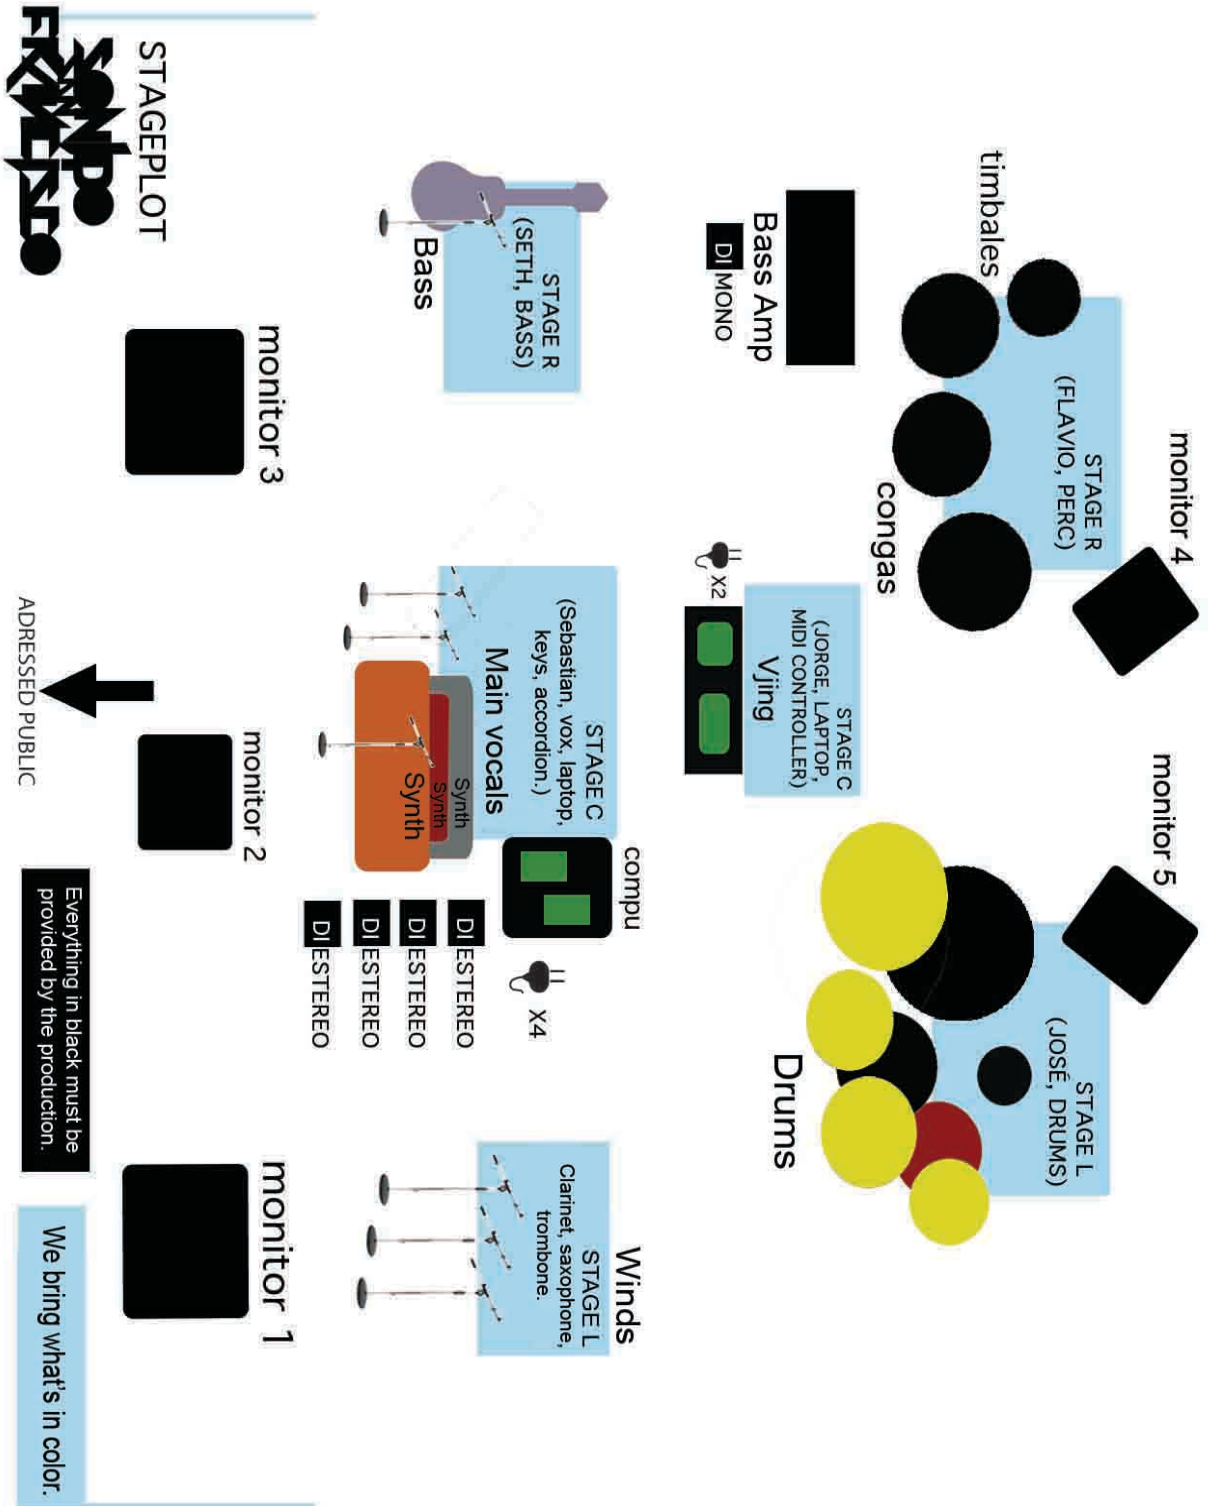 monitor 4
monitor 5
STAGE R
(FLAVIO, PERC)
STAGE L
(JOSÉ, DRUMS)
timbales
congas
Drums
STAGE C
(JORGE, LAPTOP,
MIDI CONTROLLER)
Vjing
Bass Amp
DI MONO
X2
Winds
STAGE L
Clarinet, saxophone,
trombone.
compu
STAGE C
(Sebastian, vox, laptop,
keys, accordion.)
Main vocals
X4
STAGE R
(SETH, BASS)
Bass
Synth
Synth
Synth
DI ESTEREO
DI ESTEREO
DI ESTEREO
DI ESTEREO
monitor 3
monitor 2
monitor 1
STAGEPLOT
SONIDO
ADRESSED PUBLIC
Everything in black must be
provided by the production.
We bring what's in color.